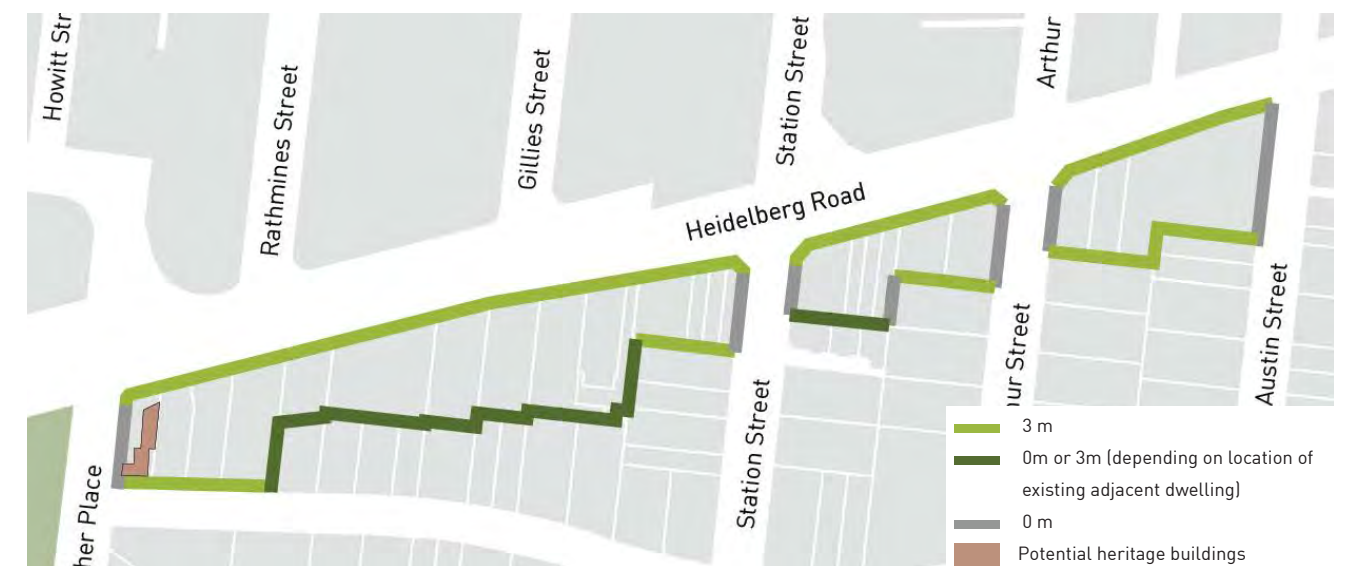 Howitt Str
Rathmines Street
Gillies Street
Station Street
Arthur
Heidelberg Road
her Place
Station Street
ur Street
Austin Street
3 m
0m or 3m (depending on location of
existing adjacent dwelling)
0 m
Potential heritage buildings